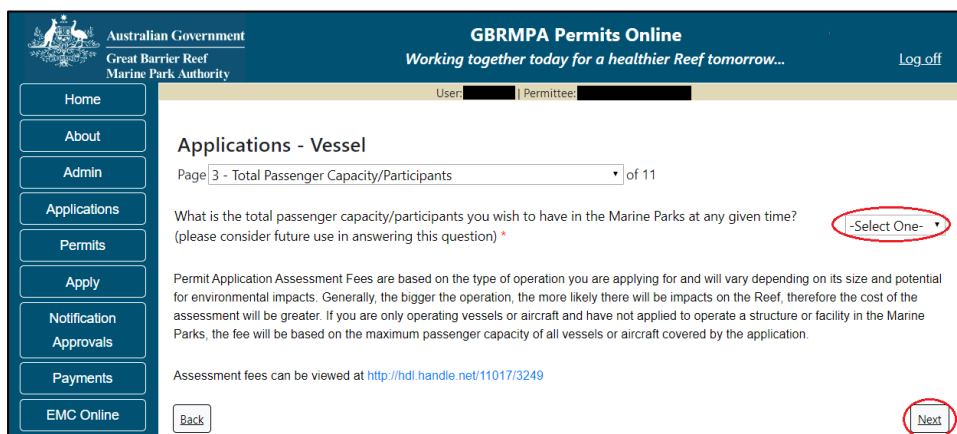 Australian Government
Great Barrier Reef
Marine Park Authority
GBRMPA Permits Online
Working together today for a healthier Reef tomorrow...
Log off
User: | Permittee:
Home
About
Admin
Applications
Permits
Apply
Notification
Approvals
Payments
EMC Online
Applications - Vessel
Page 3 - Total Passenger Capacity/Participants of 11
What is the total passenger capacity/participants you wish to have in the Marine Parks at any given time?
(please consider future use in answering this question) *
-Select One-
Permit Application Assessment Fees are based on the type of operation you are applying for and will vary depending on its size and potential
for environmental impacts. Generally, the bigger the operation, the more likely there will be impacts on the Reef, therefore the cost of the
assessment will be greater. If you are only operating vessels or aircraft and have not applied to operate a structure or facility in the Marine
Parks, the fee will be based on the maximum passenger capacity of all vessels or aircraft covered by the application.
Assessment fees can be viewed at http://hdl.handle.net/11017/3249
Back
Next